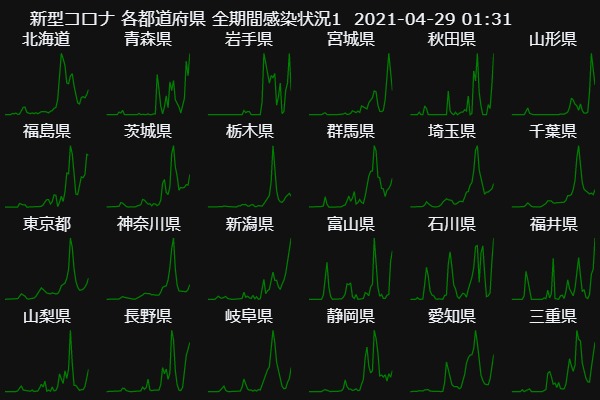 新型コロナ 各都道府県 全期間感染状況1 2021-04-29 01:31
北海道 青森県 岩手県 宮城県 秋田県 山形県
福島県 茨城県 栃木県 群馬県 埼玉県 千葉県
東京都 神奈川県 新潟県 富山県 石川県 福井県
山梨県 長野県 岐阜県 静岡県 愛知県 三重県